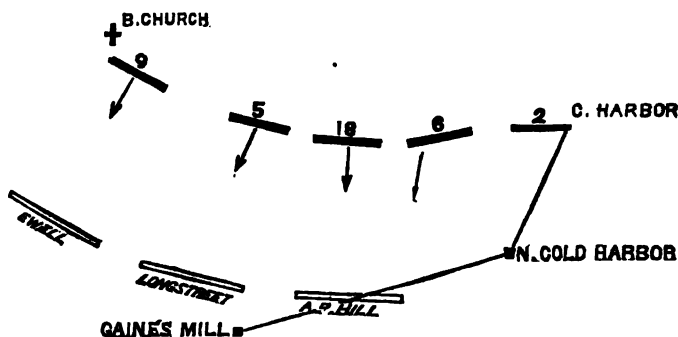 B. CHURCH
9
5
18
6
2
C. HARBOR
EWELL
LONGSTREET
A.P. HILL
N. COLD HARBOR
GAINES MILL